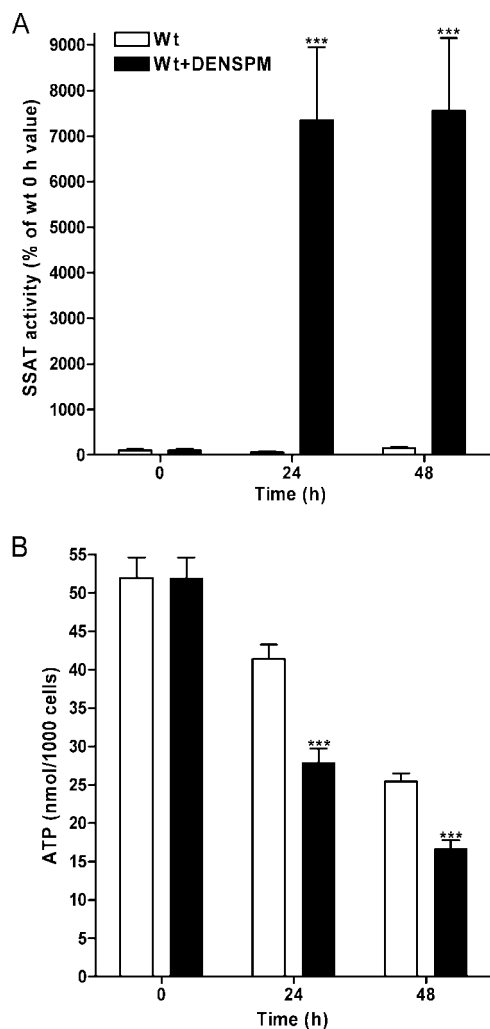 A
Wt
Wt+DENSPM
SSAT activity (% of wt 0 h value)
9000
8000
7000
6000
5000
4000
3000
2000
1000
0
***
***
0 24 48
Time (h)
B
ATP (nmol/1000 cells)
55
50
45
40
35
30
25
20
15
10
5
0
***
***
0 24 48
Time (h)